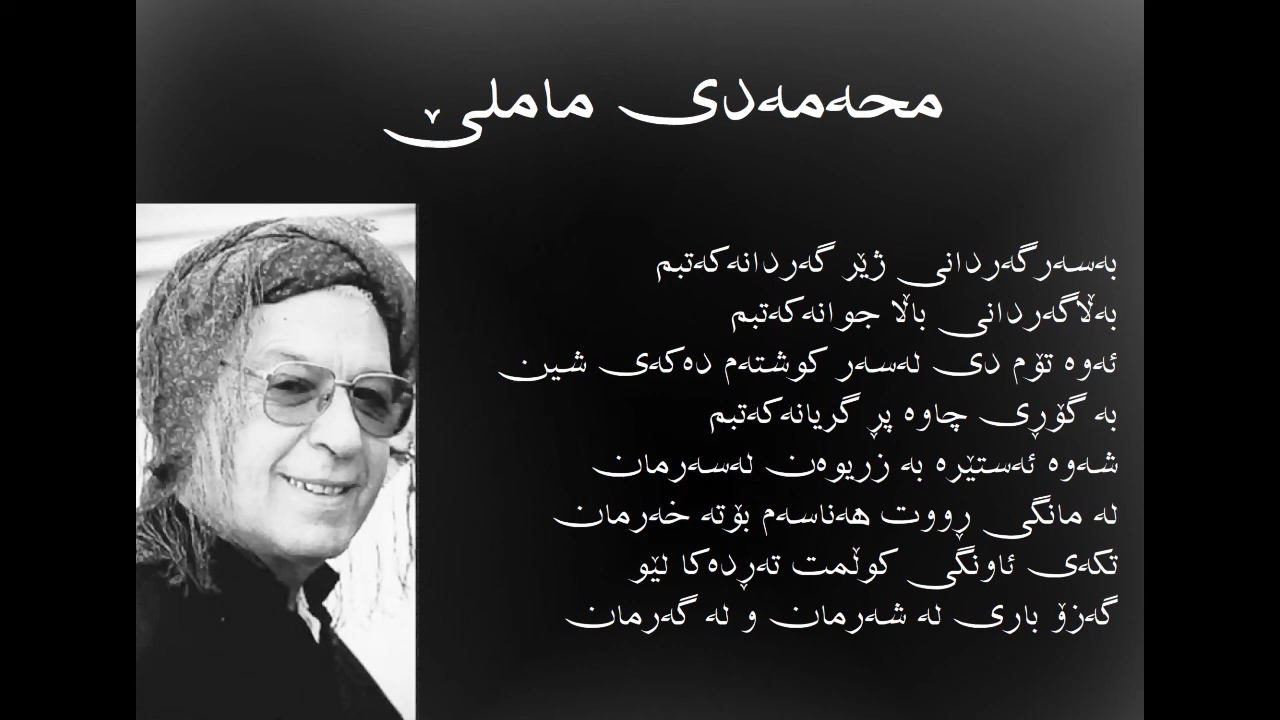 محەمەدی ماملێ
بەسەرگەردانی ژێر گەردانەکەتبم
بەڵاگەردانی باڵا جوانەکەتبم
ئەوە تۆم دی لەسەر کوشتەم دەکەی شین
بە گۆڕی چاوە پڕ گریانەکەتبم
شەوە ئەستێرە بە زریوەن لەسەرمان
لە مانگی ڕووت هەناسەم بۆتە خەرمان
تکەی ئاونگی کوڵمت تەڕدەکا لێو
گەزۆ باری لە شەرمان و لە گەرمان